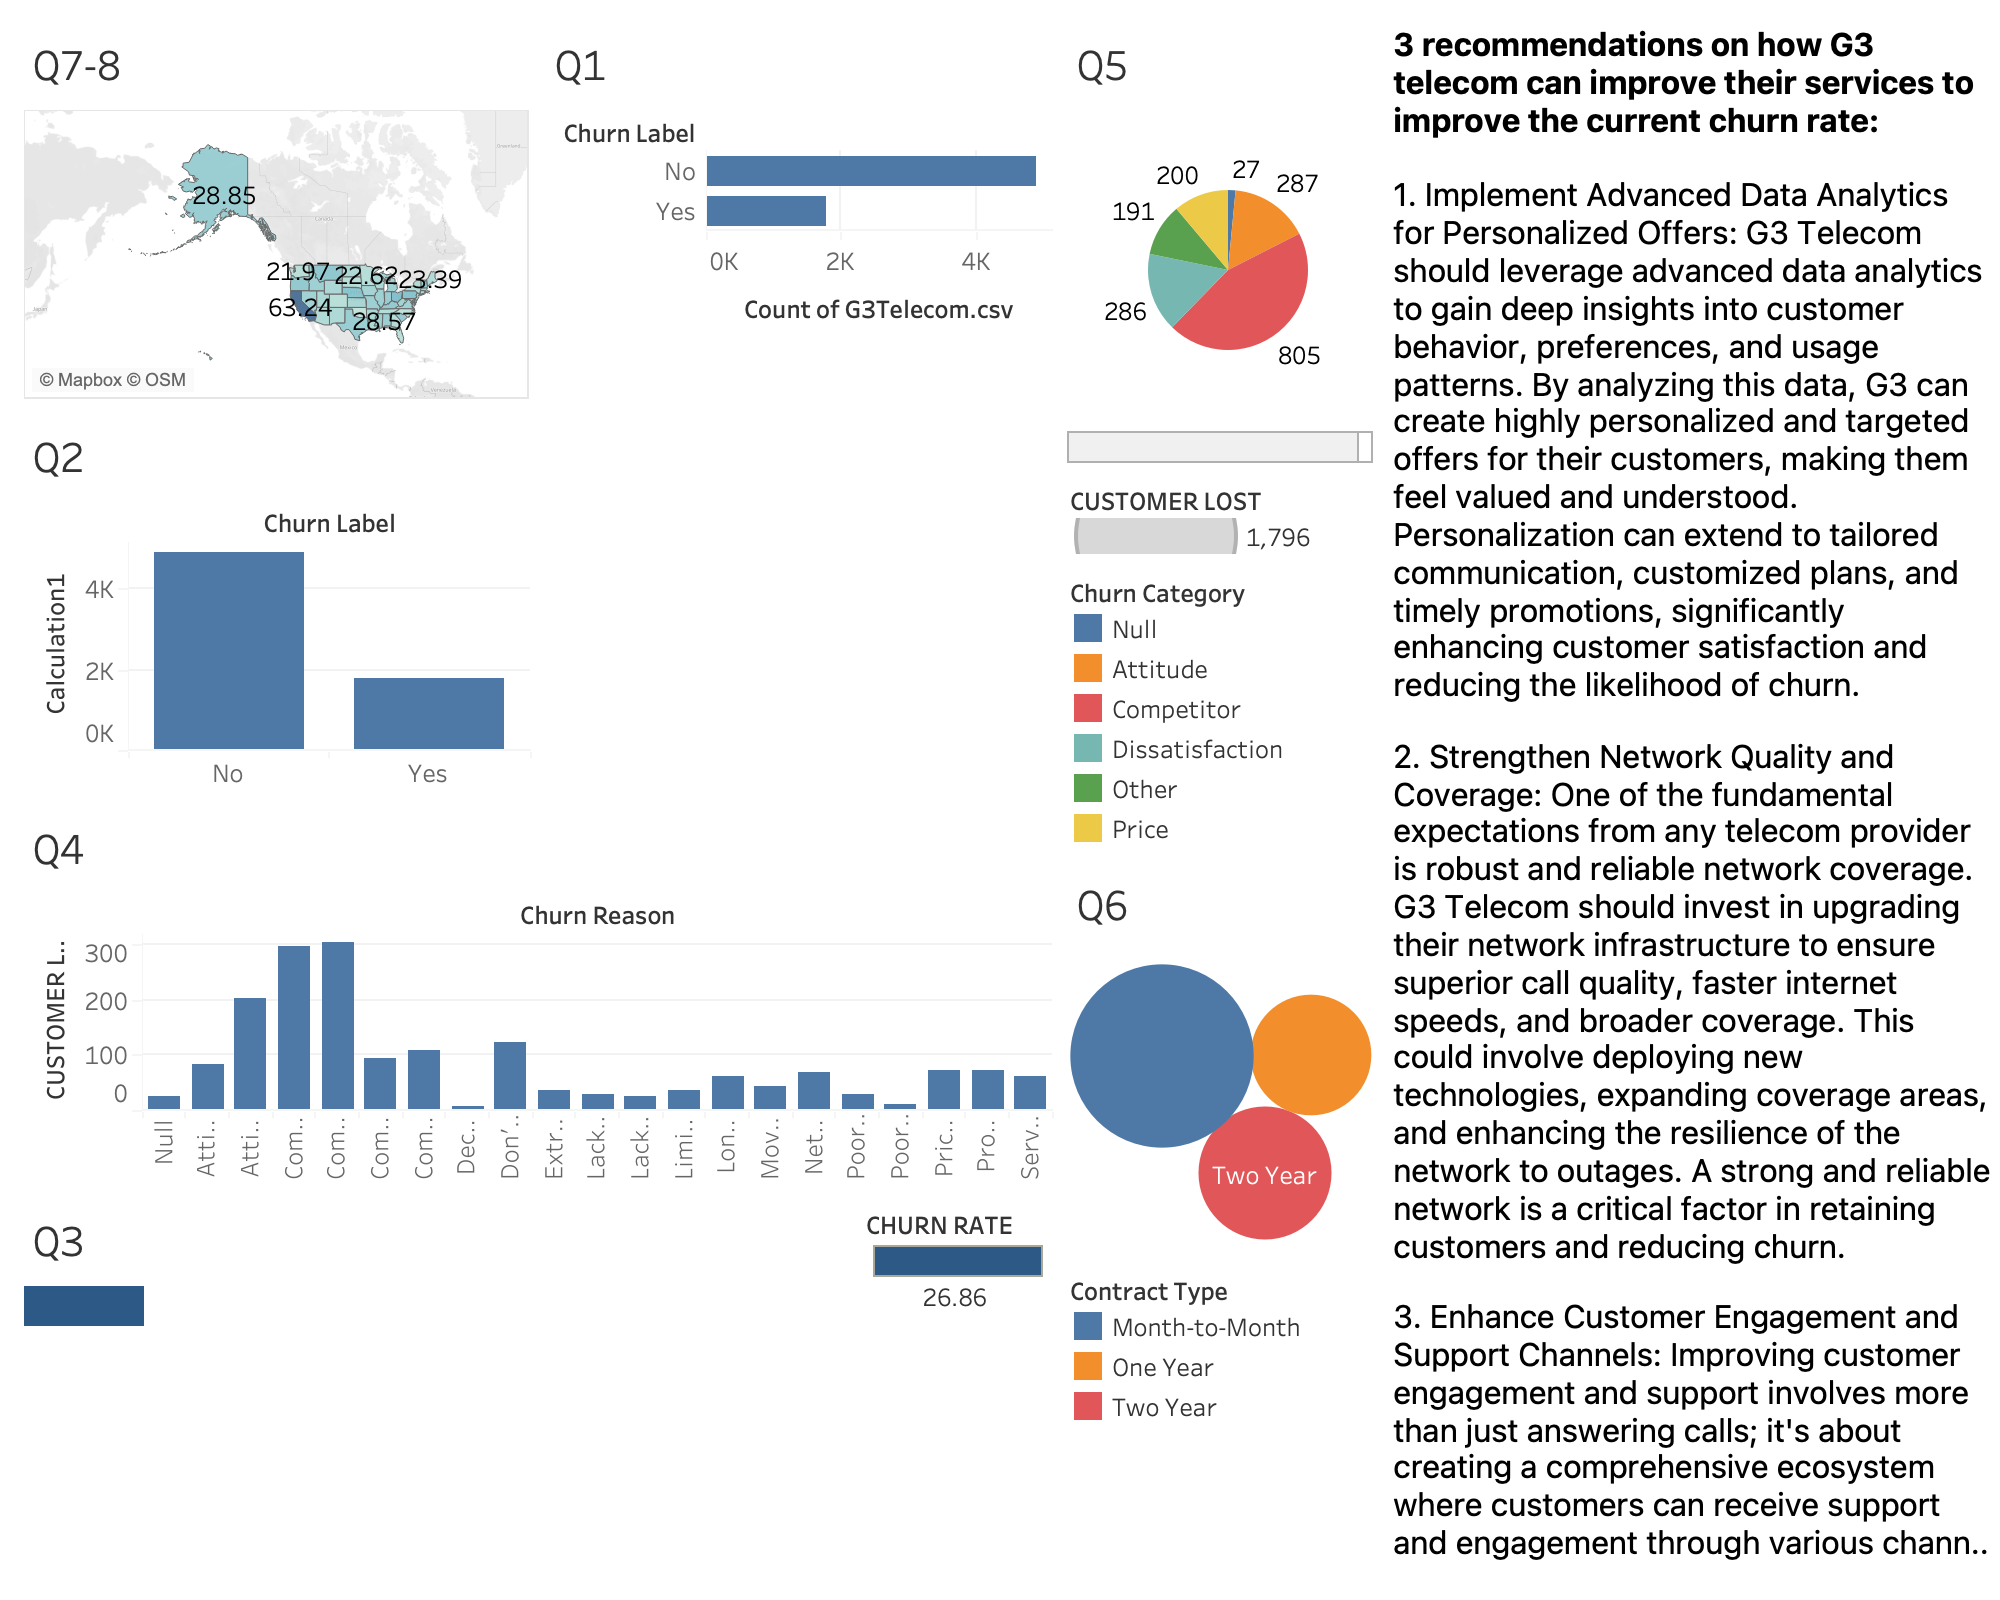 Q7-8
28.85
21.97
22.62
23.39
63.24
28.57
© Mapbox © OSM
Q1
Churn Label
No
Yes
0K
2K
4K
Count of G3Telecom.csv
Q5
200
27
287
191
286
805
CUSTOMER LOST
1,796
Churn Category
Null
Attitude
Competitor
Dissatisfaction
Other
Price
Q2
Churn Label
Calculation1
4K
2K
0K
No
Yes
Q4
Churn Reason
CUSTOMER L..
300
200
100
0
Null
Atti..
Atti..
Com..
Com..
Com..
Com..
Dec..
Don’..
Extr..
Lack..
Lack..
Limi..
Lon..
Mov..
Net..
Poor..
Poor..
Pric..
Pro..
Serv..
Q3
CHURN RATE
26.86
Q6
Two Year
Contract Type
Month-to-Month
One Year
Two Year
3 recommendations on how G3
telecom can improve their services to
improve the current churn rate:
1. Implement Advanced Data Analytics
for Personalized Offers: G3 Telecom
should leverage advanced data analytics
to gain deep insights into customer
behavior, preferences, and usage
patterns. By analyzing this data, G3 can
create highly personalized and targeted
offers for their customers, making them
feel valued and understood.
Personalization can extend to tailored
communication, customized plans, and
timely promotions, significantly
enhancing customer satisfaction and
reducing the likelihood of churn.
2. Strengthen Network Quality and
Coverage: One of the fundamental
expectations from any telecom provider
is robust and reliable network coverage.
G3 Telecom should invest in upgrading
their network infrastructure to ensure
superior call quality, faster internet
speeds, and broader coverage. This
could involve deploying new
technologies, expanding coverage areas,
and enhancing the resilience of the
network to outages. A strong and reliable
network is a critical factor in retaining
customers and reducing churn.
3. Enhance Customer Engagement and
Support Channels: Improving customer
engagement and support involves more
than just answering calls; it's about
creating a comprehensive ecosystem
where customers can receive support
and engagement through various chann..